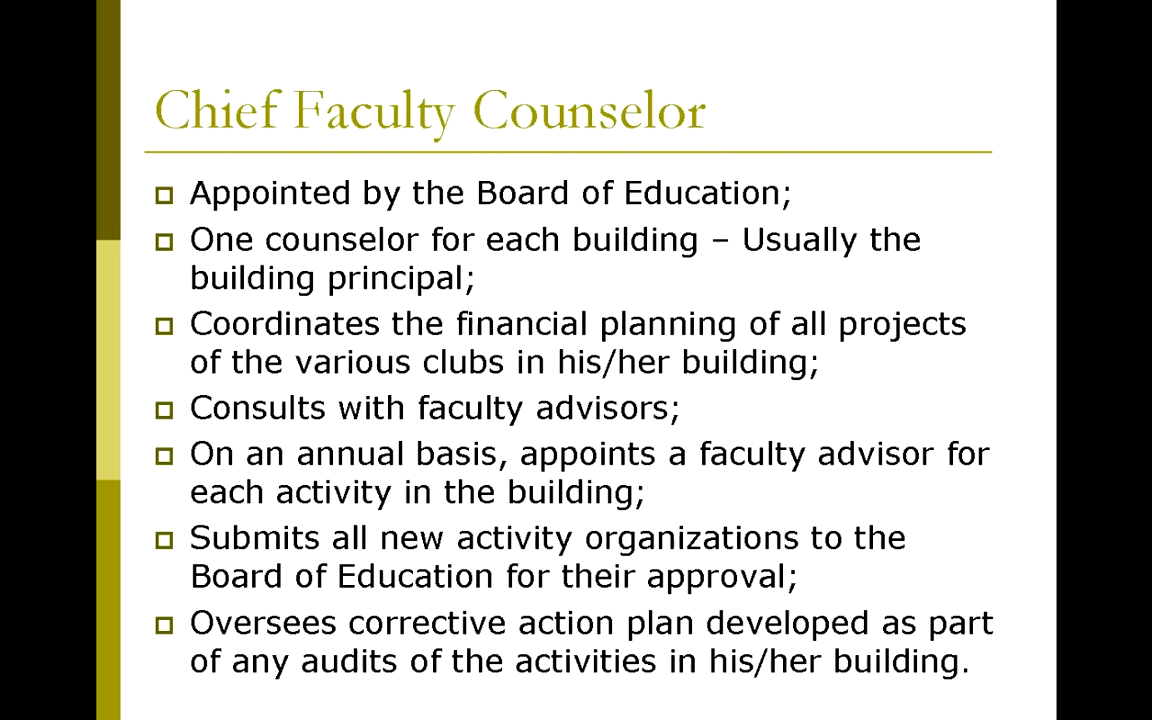 Chief Faculty Counselor
Appointed by the Board of Education;
One counselor for each building – Usually the
building principal;
Coordinates the financial planning of all projects
of the various clubs in his/her building;
Consults with faculty advisors;
On an annual basis, appoints a faculty advisor for
each activity in the building;
Submits all new activity organizations to the
Board of Education for their approval;
Oversees corrective action plan developed as part
of any audits of the activities in his/her building.